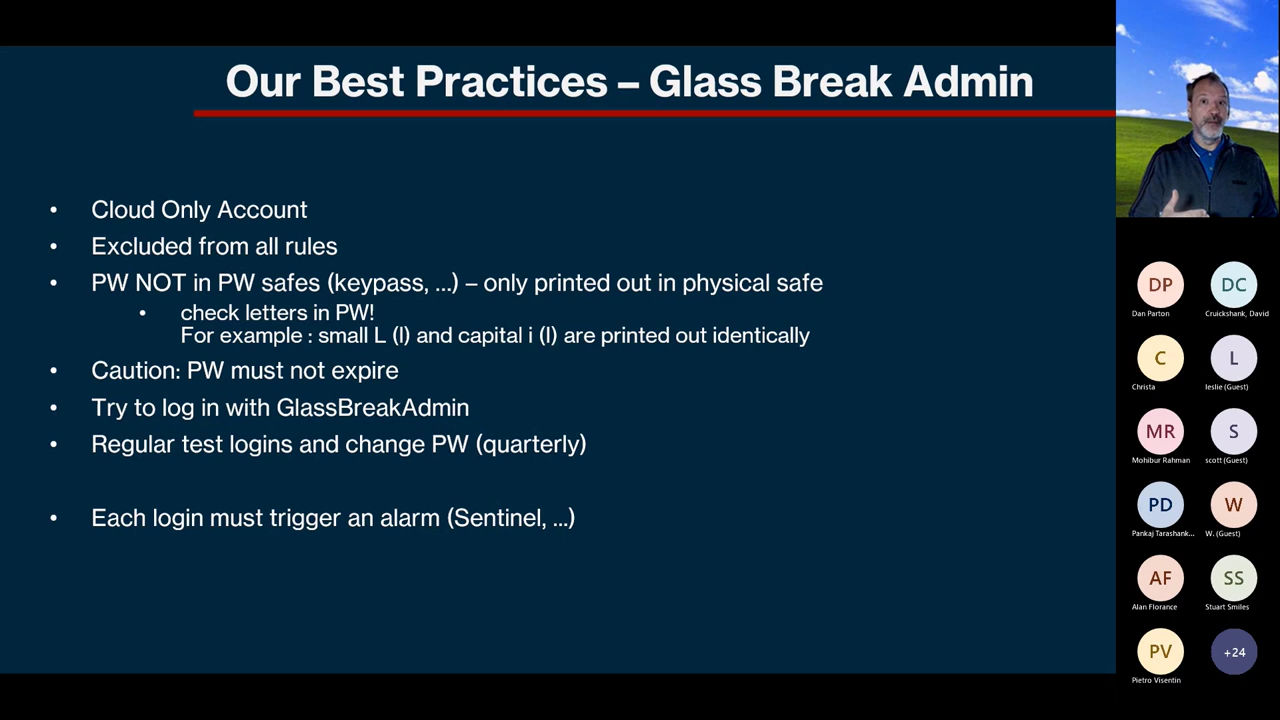 Our Best Practices – Glass Break Admin
• Cloud Only Account
• Excluded from all rules
• PW NOT in PW safes (keypass, ...) – only printed out in physical safe
• check letters in PW!
For example : small L (l) and capital i (I) are printed out identically
• Caution: PW must not expire
• Try to log in with GlassBreakAdmin
• Regular test logins and change PW (quarterly)
• Each login must trigger an alarm (Sentinel, ...)
DP
DC
Dan Parton
Cruickshank, David
C
L
Christa
leslie (Guest)
MR
S
Mohibur Rahman
scott (Guest)
PD
W
Pankaj Tarashank...
W. (Guest)
AF
SS
Alan Florance
Stuart Smiles
PV
+24
Pietro Visentin